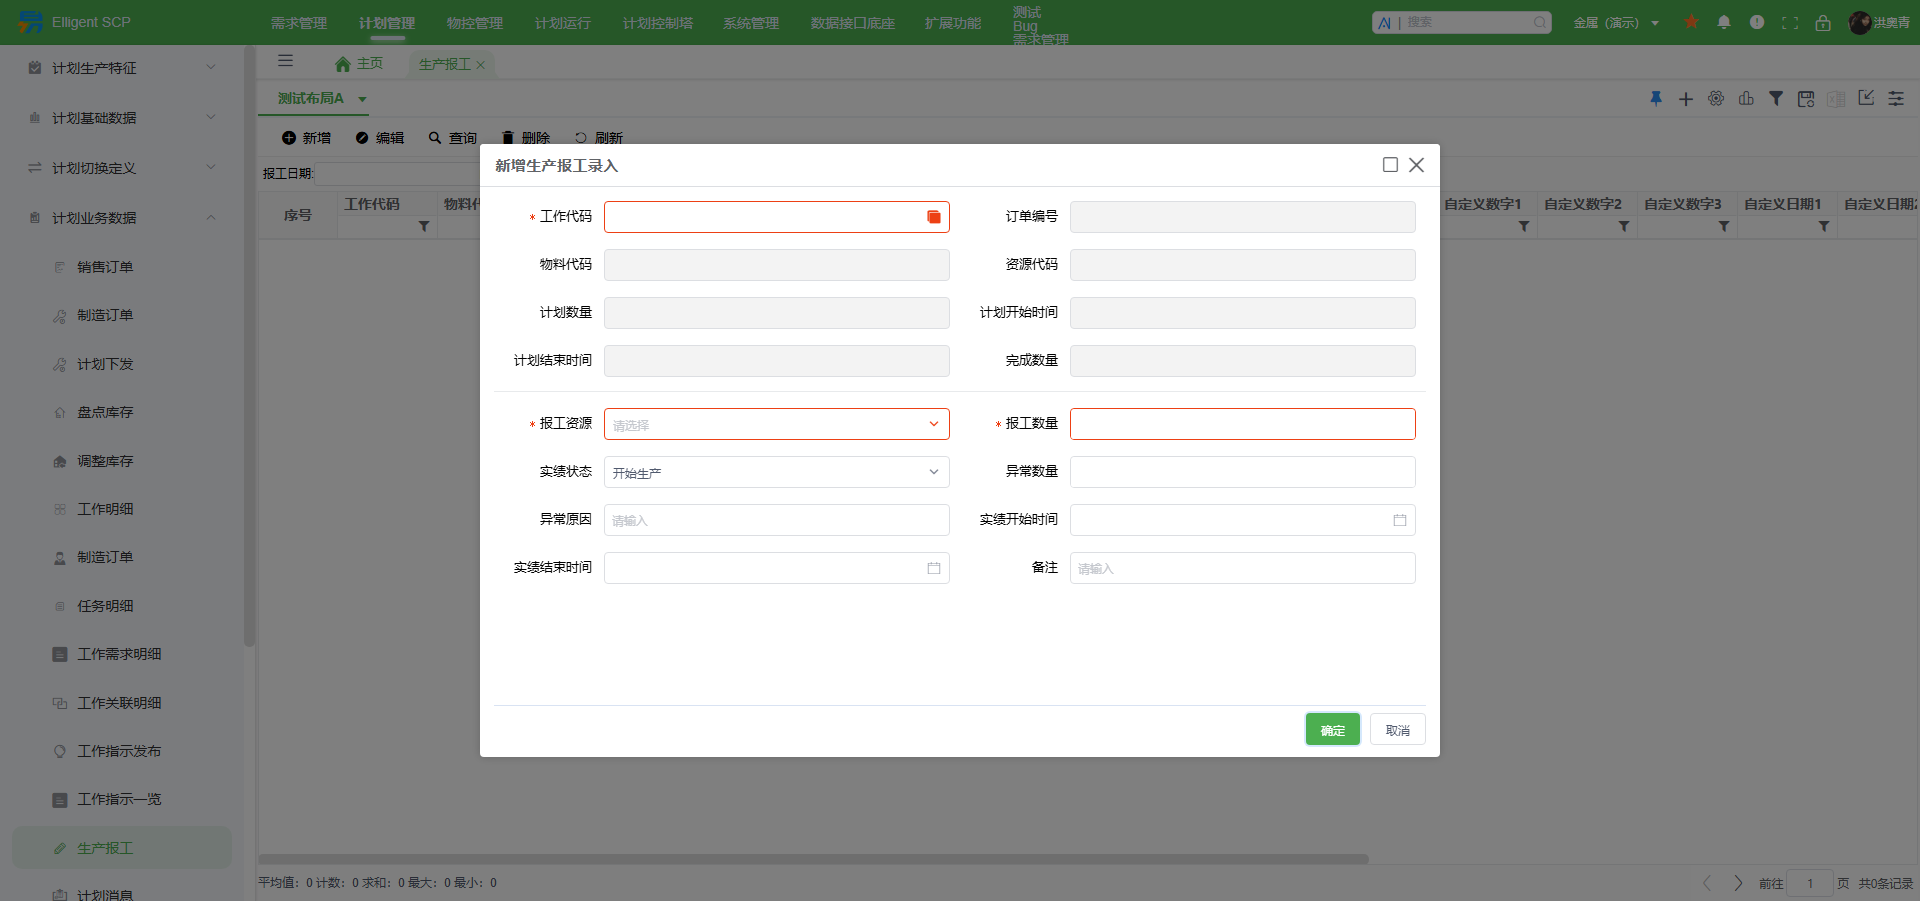 Elligent SCP
需求管理
计划管理
物控管理
计划运行
计划控制塔
系统管理
数据接口底座
扩展功能
测试
Bug
需求管理
搜索
金属（演示）
洪奥青
计划生产特征
计划基础数据
计划切换定义
计划业务数据
销售订单
制造订单
计划下发
盘点库存
调整库存
工作明细
制造订单
任务明细
工作需求明细
工作关联明细
工作指示发布
工作指示一览
生产报工
计划消息
主页
生产报工
测试布局A
新增
编辑
查询
删除
刷新
报工日期:
序号
工作代码
物料代
自定义数字1
自定义数字2
自定义数字3
自定义日期1
自定义日期2
新增生产报工录入
* 工作代码
订单编号
物料代码
资源代码
计划数量
计划开始时间
计划结束时间
完成数量
* 报工资源 请选择
* 报工数量
实绩状态 开始生产
异常数量
异常原因 请输入
实绩开始时间
实绩结束时间
备注 请输入
确定
取消
平均值: 0 计数: 0 求和: 0 最大: 0 最小: 0
前往 1 页 共0条记录